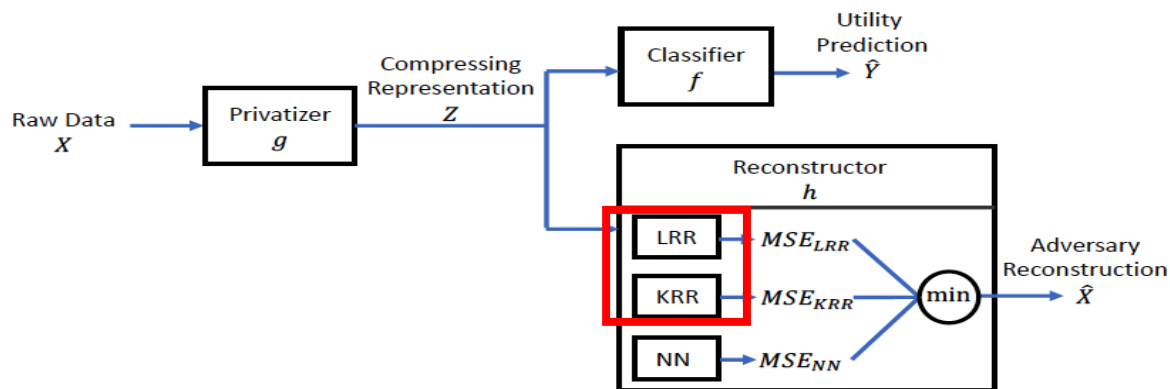 Raw Data
X
Privatizer
g
Compressing
Representation
Z
Classifier
f
Utility
Prediction
Ŷ
Reconstructor
h
LRR
MSE_LRR
KRR
MSE_KRR
NN
MSE_NN
min
Adversary
Reconstruction
X̂